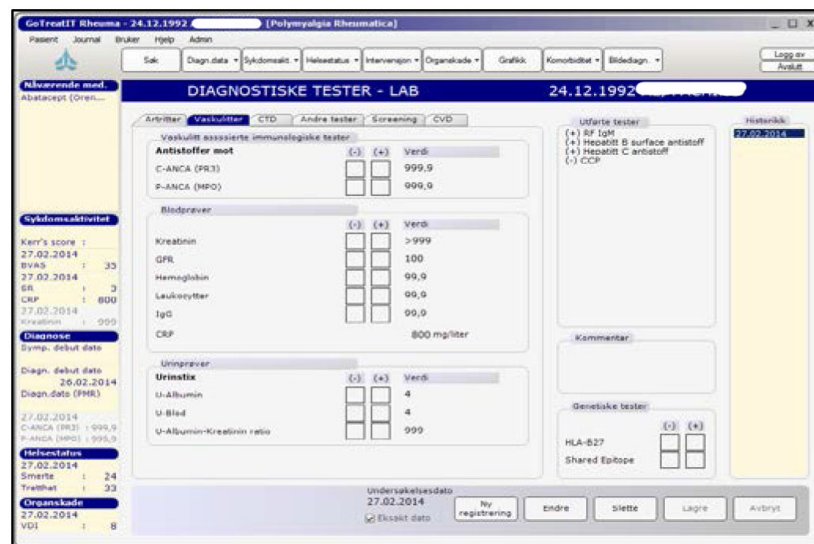 GoTreatIT Rheuma - 24.12.1992 [Polymyalgia Rheumatica]
Pasient Journal Bruker Hjelp Admin
Søk Diagn.data Sykdomsakt. Helsestatus Intervensjon Organskade Grafikk Komorbiditet Bildediagn. Logg av
Avslutt
Nåværende med.
Abatacept (Oren...
DIAGNOSTISKE TESTER - LAB 24.12.1992
Artritter Vaskulitter CTD Andre tester Screening CVD
Vaskulitt assosierte immunologiske tester
Antistoffer mot (-) (+) Verdi
C-ANCA (PR3) 999,9
P-ANCA (MPO) 999,9
Blodprøver
(-) (+) Verdi
Kreatinin >999
GFR 100
Hemoglobin 99,9
Leukocytter 99,9
IgG 99,9
CRP 800 mg/liter
Urinprøver
Urinstix (-) (+) Verdi
U-Albumin 4
U-Blod 4
U-Albumin-Kreatinin ratio 999
Utførte tester
(+) RF IgM
(+) Hepatitt B surface antistoff
(+) Hepatitt C antistoff
(-) CCP
Kommentar
Genetiske tester
(-) (+)
HLA-B27
Shared Epitope
Historikk
27.02.2014
Sykdomsaktivitet
Kerr's score :
27.02.2014
BVAS : 33
27.02.2014
SR : 3
CRP : 800
27.02.2014
Kreatinin : 999
Diagnose
Symp. debut dato
Diagn. debut dato
26.02.2014
Diagn.dato (PMR)
27.02.2014
C-ANCA (PR3) : 999,9
P-ANCA (MPO) : 999,9
Helsestatus
27.02.2014
Smerte : 24
Tretthet : 33
Organskade
27.02.2014
VDI : 8
Undersøkelsesdato
27.02.2014
Eksakt dato
Ny
registrering
Endre
Slette
Lagre
Avbryt